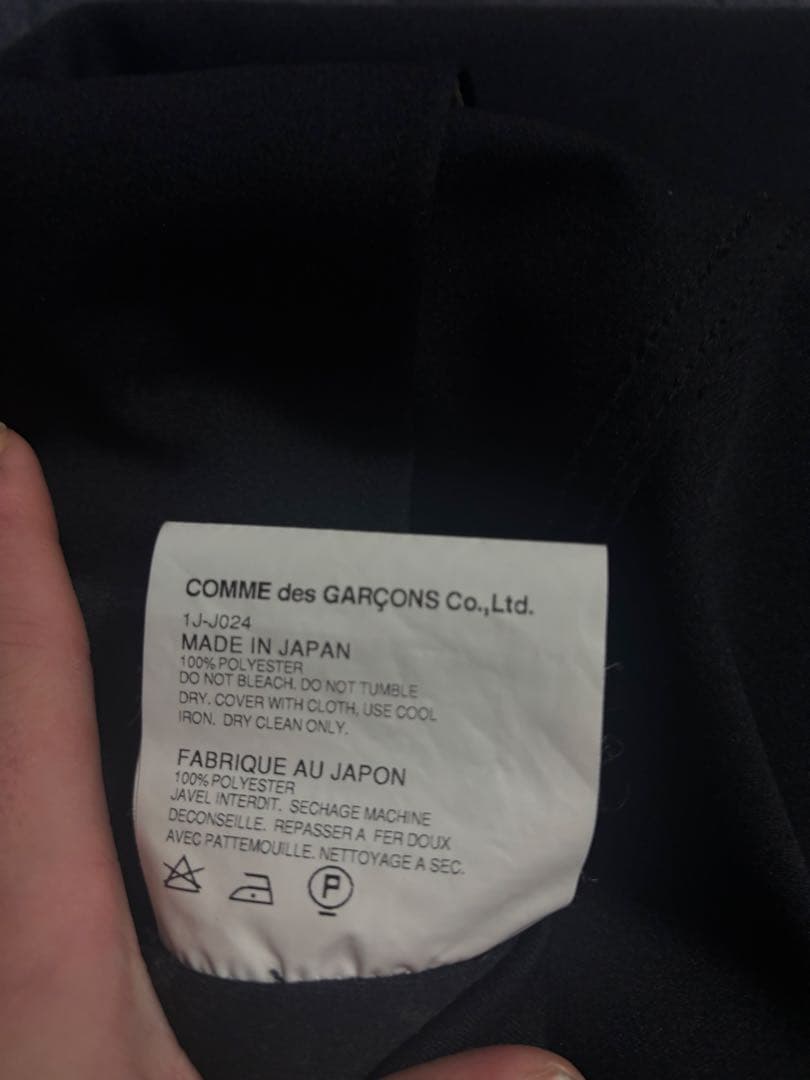 COMME des GARÇONS Co.,Ltd.
1J-J024
MADE IN JAPAN
100% POLYESTER
DO NOT BLEACH. DO NOT TUMBLE
DRY. COVER WITH CLOTH, USE COOL
IRON. DRY CLEAN ONLY.
FABRIQUE AU JAPON
100% POLYESTER
JAVEL INTERDIT. SECHAGE MACHINE
DECONSEILLE. REPASSER A FER DOUX
AVEC PATTEMOUILLE. NETTOYAGE A SEC.
P